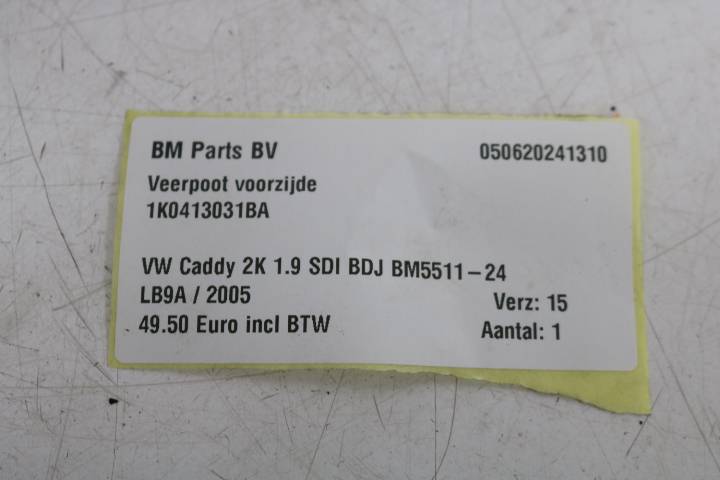 BM Parts BV 050620241310
Veerpoot voorzijde
1K0413031BA
VW Caddy 2K 1.9 SDI BDJ BM5511-24
LB9A / 2005 Verz: 15
49.50 Euro incl BTW Aantal: 1